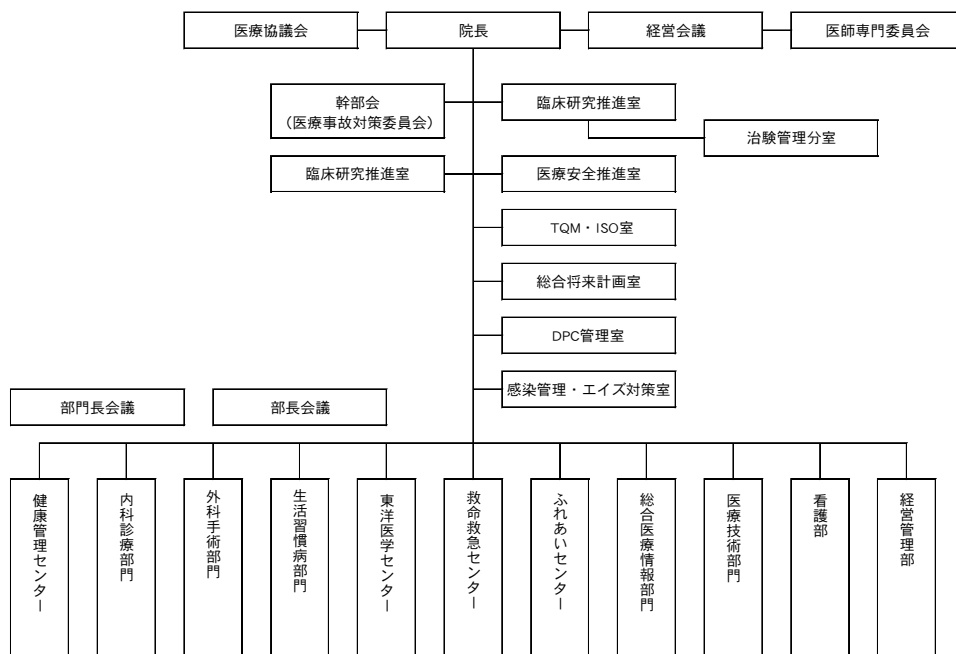 医療協議会
院長
経営会議
医師専門委員会
幹部会
（医療事故対策委員会）
臨床研究推進室
治験管理分室
臨床研究推進室
医療安全推進室
TQM・ISO室
総合将来計画室
DPC管理室
感染管理・エイズ対策室
部門長会議
部長会議
健康管理センター
内科診療部門
外科手術部門
生活習慣病部門
東洋医学センター
救命救急センター
ふれあいセンター
総合医療情報部門
医療技術部門
看護部
経営管理部